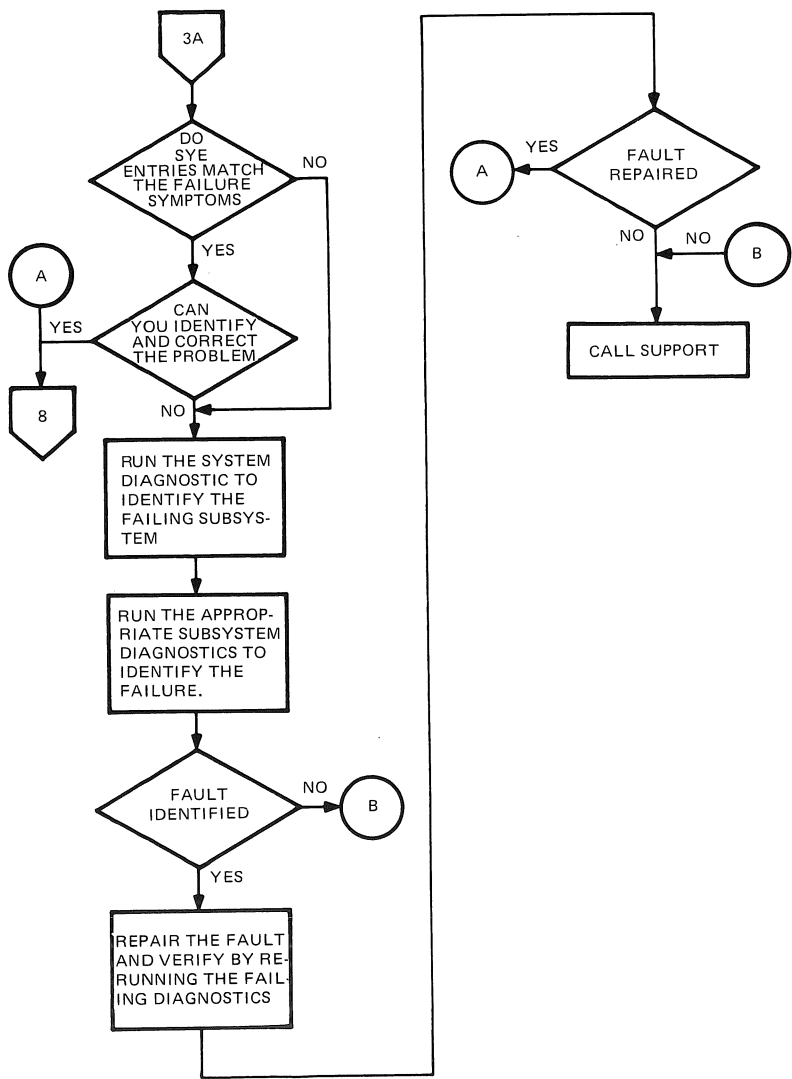 3A
DO
SYE
ENTRIES MATCH
THE FAILURE
SYMPTOMS
NO
YES
A
CAN
YOU IDENTIFY
AND CORRECT
THE PROBLEM
YES
8
NO
RUN THE SYSTEM
DIAGNOSTIC TO
IDENTIFY THE
FAILING SUBSYS-
TEM
RUN THE APPROP-
RIATE SUBSYSTEM
DIAGNOSTICS TO
IDENTIFY THE
FAILURE.
FAULT
IDENTIFIED
NO
B
YES
REPAIR THE FAULT
AND VERIFY BY RE-
RUNNING THE FAIL-
ING DIAGNOSTICS
FAULT
REPAIRED
YES
A
NO
NO
B
CALL SUPPORT